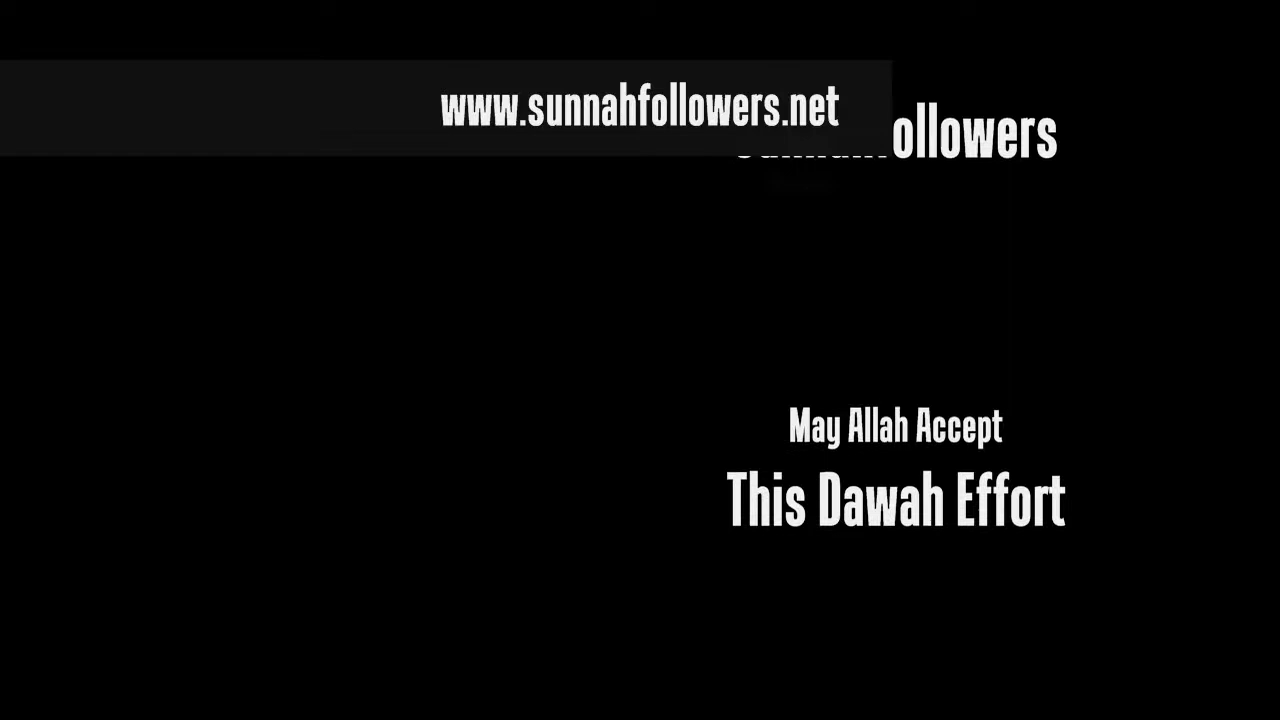 www.sunnahfollowers.net
ollowers
May Allah Accept
This Dawah Effort